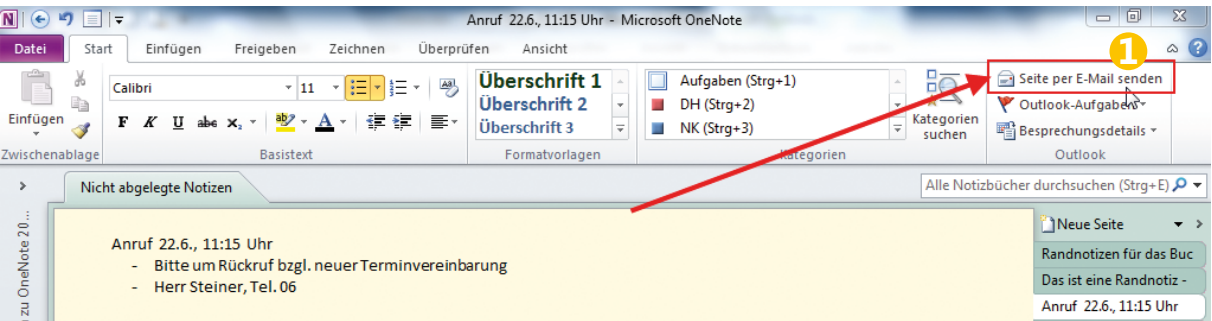 Anruf 22.6., 11:15 Uhr - Microsoft OneNote
Datei Start Einfügen Freigeben Zeichnen Überprüfen Ansicht
1
Einfügen
Zwischenablage
Calibri 11
F K U abe x₂ ab A
Basistext
Überschrift 1
Überschrift 2
Überschrift 3
Formatvorlagen
Aufgaben (Strg+1)
DH (Strg+2)
NK (Strg+3)
Kategorien
Kategorien
suchen
Seite per E-Mail senden
Outlook-Aufgaben
Besprechungsdetails
Outlook
Nicht abgelegte Notizen
Alle Notizbücher durchsuchen (Strg+E)
zu OneNote 20...
Anruf 22.6., 11:15 Uhr
- Bitte um Rückruf bzgl. neuer Terminvereinbarung
- Herr Steiner, Tel. 06
Neue Seite
Randnotizen für das Buc
Das ist eine Randnotiz -
Anruf 22.6., 11:15 Uhr